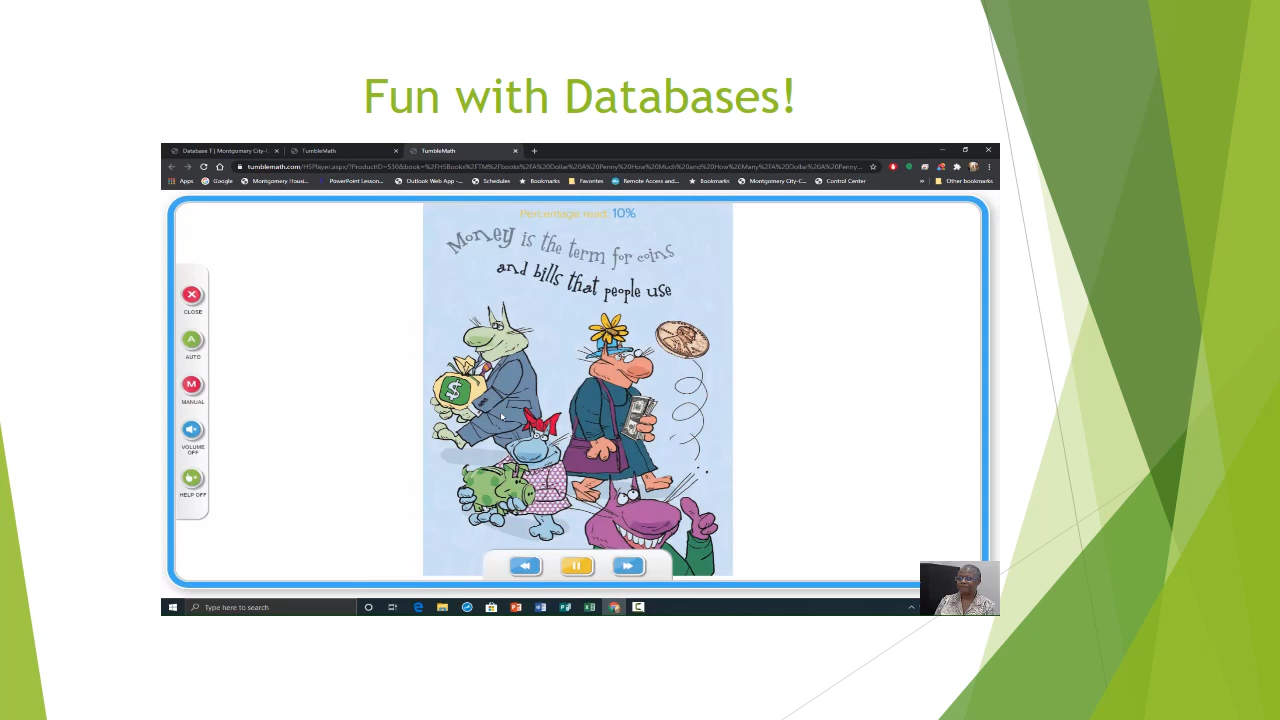 Fun with Databases!
Database T | Montgomery City-
TumbleMath
TumbleMath
tumblemath.com/HSPlayer.aspx/?ProductID=536&book=%2FHSBooks%2FTM%2Fbooks%2FA%20Dollar%20A%20Penny%20How%20Much%20and%20How%20Many%2FA%20Dollar%20A%20Penny...
Apps
Google
Montgomery Housi...
PowerPoint Lesson...
Outlook Web App -...
Schedules
Bookmarks
Favorites
Remote Access and...
Bookmarks
Montgomery City-C...
Control Center
»
Other bookmarks
Percentage read: 10%
Money is the term for coins
and bills that people use
$
CLOSE
A
AUTO
M
MANUAL
VOLUME
OFF
HELP OFF
Type here to search